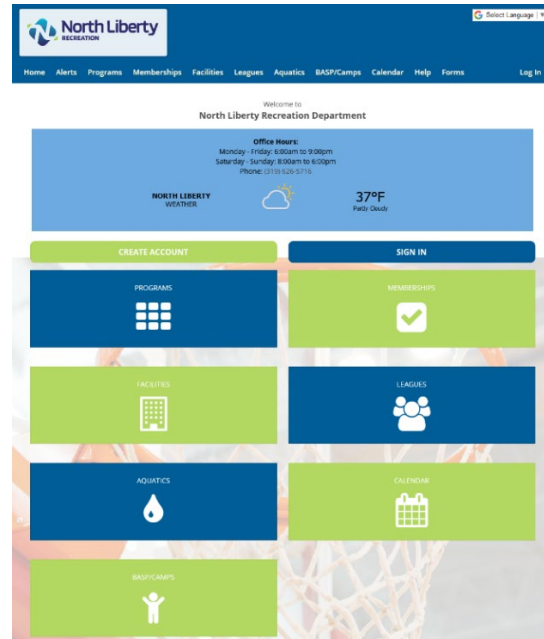 Select Language
North Liberty
RECREATION
Home Alerts Programs Memberships Facilities Leagues Aquatics BASP/Camps Calendar Help Forms Log In
Welcome to
North Liberty Recreation Department
Office Hours:
Monday - Friday: 6:00am to 9:00pm
Saturday - Sunday: 8:00am to 6:00pm
Phone: (319) 626-5716
NORTH LIBERTY
WEATHER
37°F
Partly Cloudy
CREATE ACCOUNT
SIGN IN
PROGRAMS
MEMBERSHIPS
FACILITIES
LEAGUES
AQUATICS
CALENDAR
BASP/CAMPS